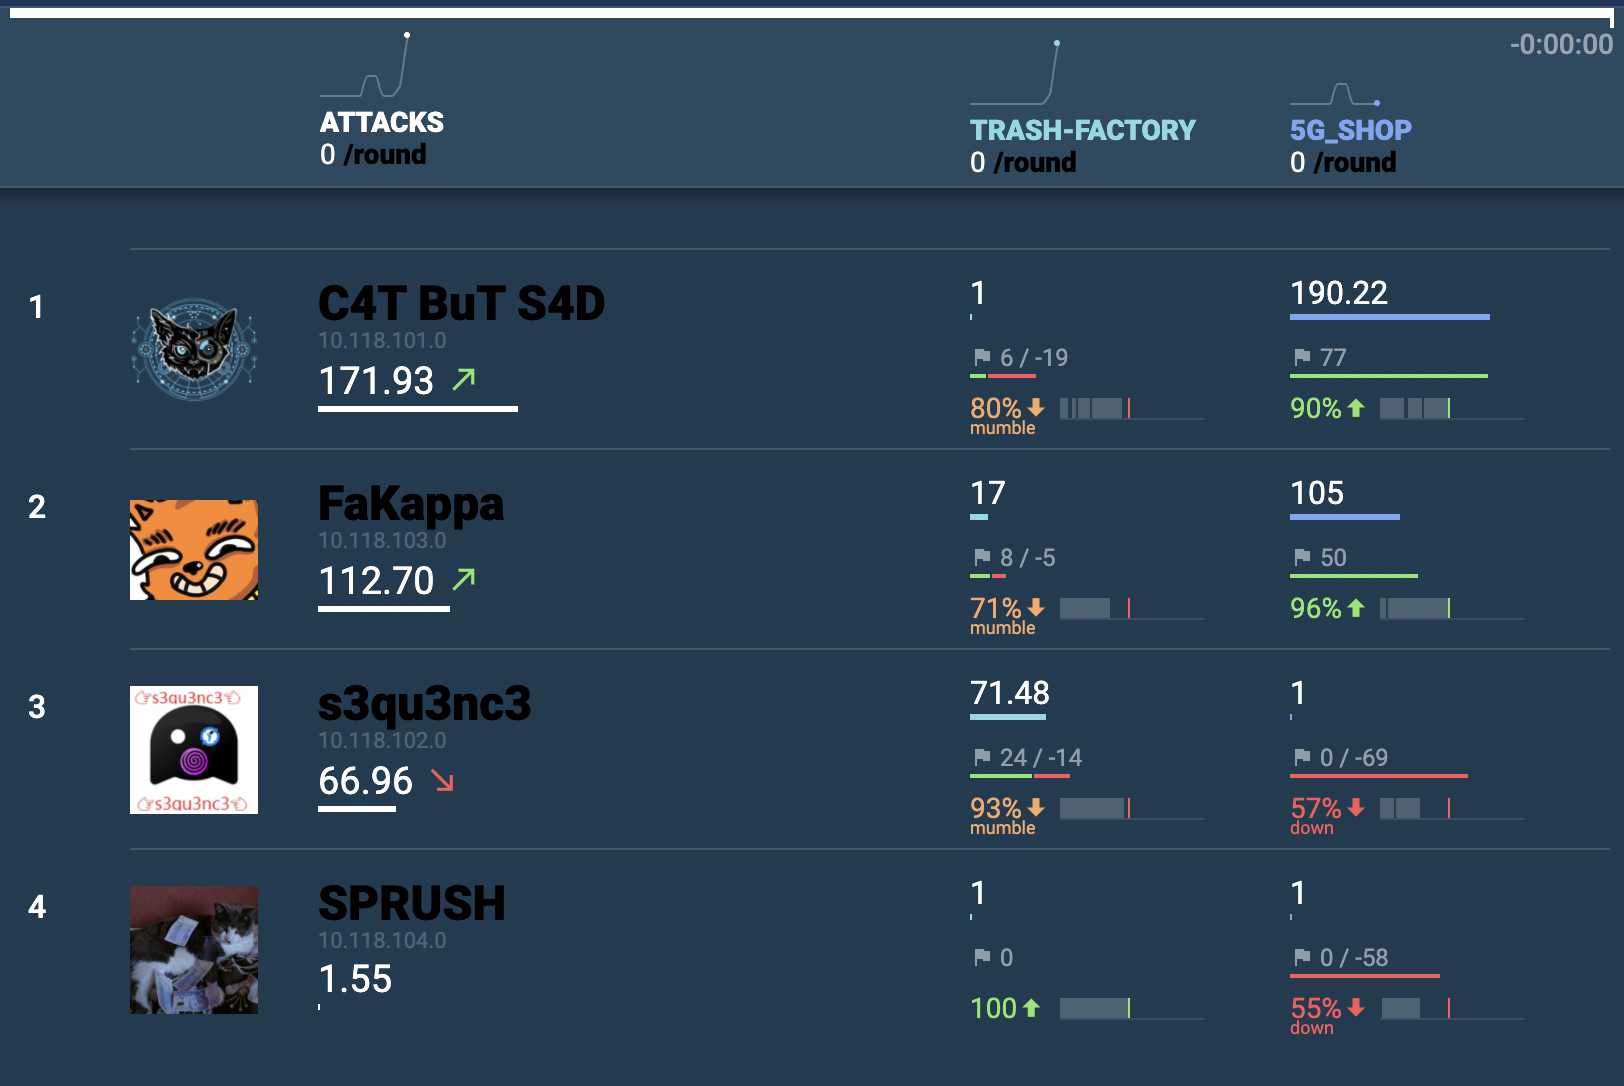 -0:00:00
ATTACKS
0 /round
TRASH-FACTORY
0 /round
5G_SHOP
0 /round
1
C4T BuT S4D
10.118.101.0
171.93
1
6 / -19
80%
mumble
190.22
77
90%
2
FaKappa
10.118.103.0
112.70
17
8 / -5
71%
mumble
105
50
96%
3
s3qu3nc3
s3qu3nc3
s3qu3nc3
10.118.102.0
66.96
71.48
24 / -14
93%
mumble
1
0 / -69
57%
down
4
SPRUSH
10.118.104.0
1.55
1
0
100
1
0 / -58
55%
down